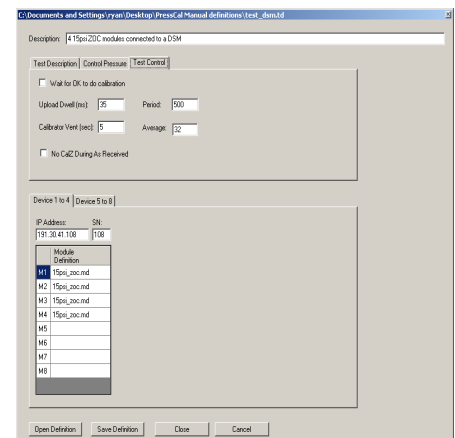 C:\Documents and Settings\ryan\Desktop\PressCal Manual definitions\test_dsm.td x
Description: 4 15psi ZOC modules connected to a DSM
Test Description Control Pressure Test Control
Wait for OK to do calibration
Upload Dwell (ms): 35 Period: 500
Calibrator Vent (sec): 5 Average: 32
No CalZ During As Received
Device 1 to 4 Device 5 to 8
IP Address: SN:
191.30.41.108 108
Module
Definition
M1 15psi_zoc.md
M2 15psi_zoc.md
M3 15psi_zoc.md
M4 15psi_zoc.md
M5
M6
M7
M8
Open Definition Save Definition Close Cancel